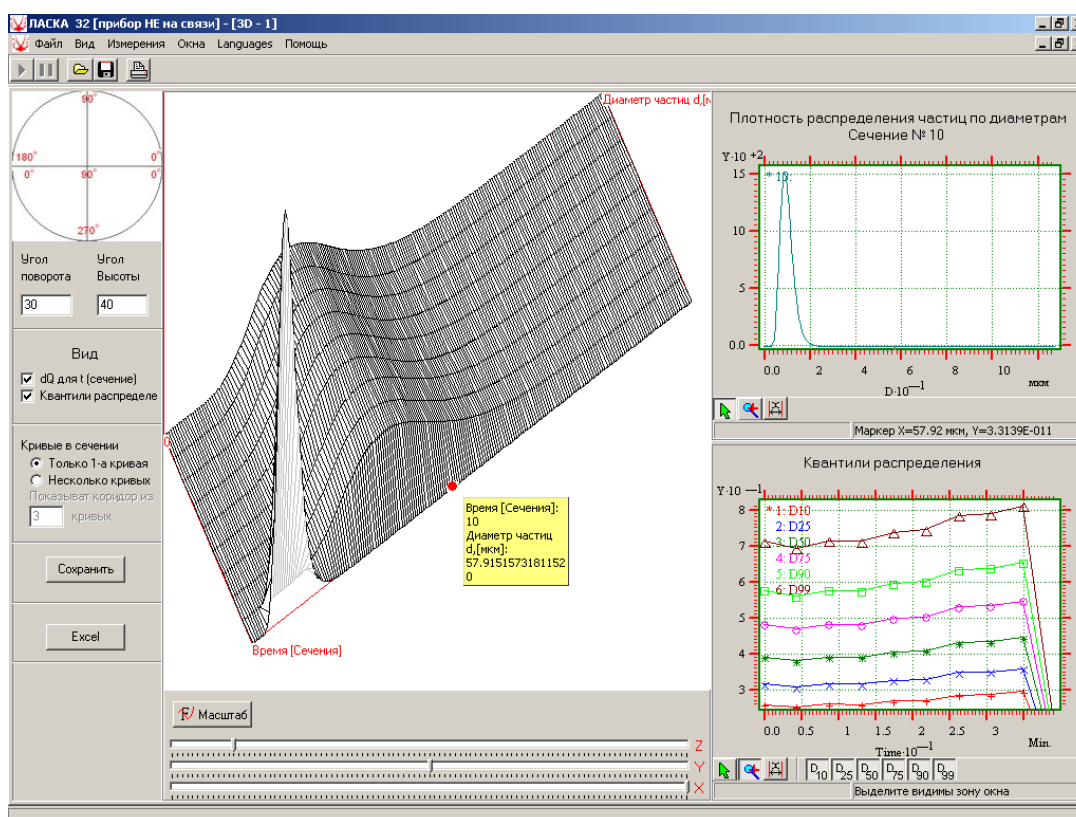 ЛАСКА 32 [прибор НЕ на связи] - [3D - 1]
Файл Вид Измерения Окна Languages Помощь
90°
180° 0°
0° 90° 0°
270°
Угол поворота
Угол Высоты
30
40
Вид
dQ для t (сечение)
Квантили распределе
Кривые в сечении
Только 1-а кривая
Несколько кривых
Показыват коридор из
3 кривых
Сохранить
Excel
Диаметр частиц d,[м
0
Время [Сечения]:
10
Диаметр частиц
d,[мкм]:
57.9151573181152
0
Время [Сечения]
Масштаб
Z
Y
X
Плотность распределения частиц по диаметрам
Сечение № 10
Y·10 +2
* 10.
15
10
5
0.0
0.0 2 4 6 8 10 мкм
D·10—1
Маркер X=57.92 мкм, Y=3.3139E-011
Квантили распределения
Y·10 —1
* 1: D10
2: D25
3: D50
4: D75
5: D90
6: D99
8
7
6
5
4
3
0.0 0.5 1 1.5 2 2.5 3 Min.
Time·10—1
D10 D25 D50 D75 D90 D99
Выделите видимы зону окна